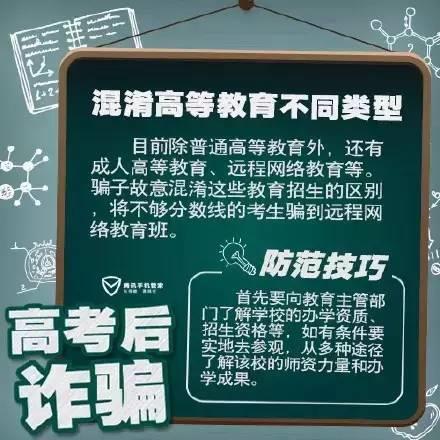 混淆高等教育不同类型
目前除普通高等教育外，还有
成人高等教育、远程网络教育等。
骗子故意混淆这些教育招生的区别
，将不够分数线的考生骗到远程网
络教育班。
防范技巧
腾讯手机管家
首先要向教育主管部
门了解学校的办学资质、
招生资格等，如有条件要
实地去参观，从多种途径
了解该校的师资力量和办
学成果。
高考后
诈骗